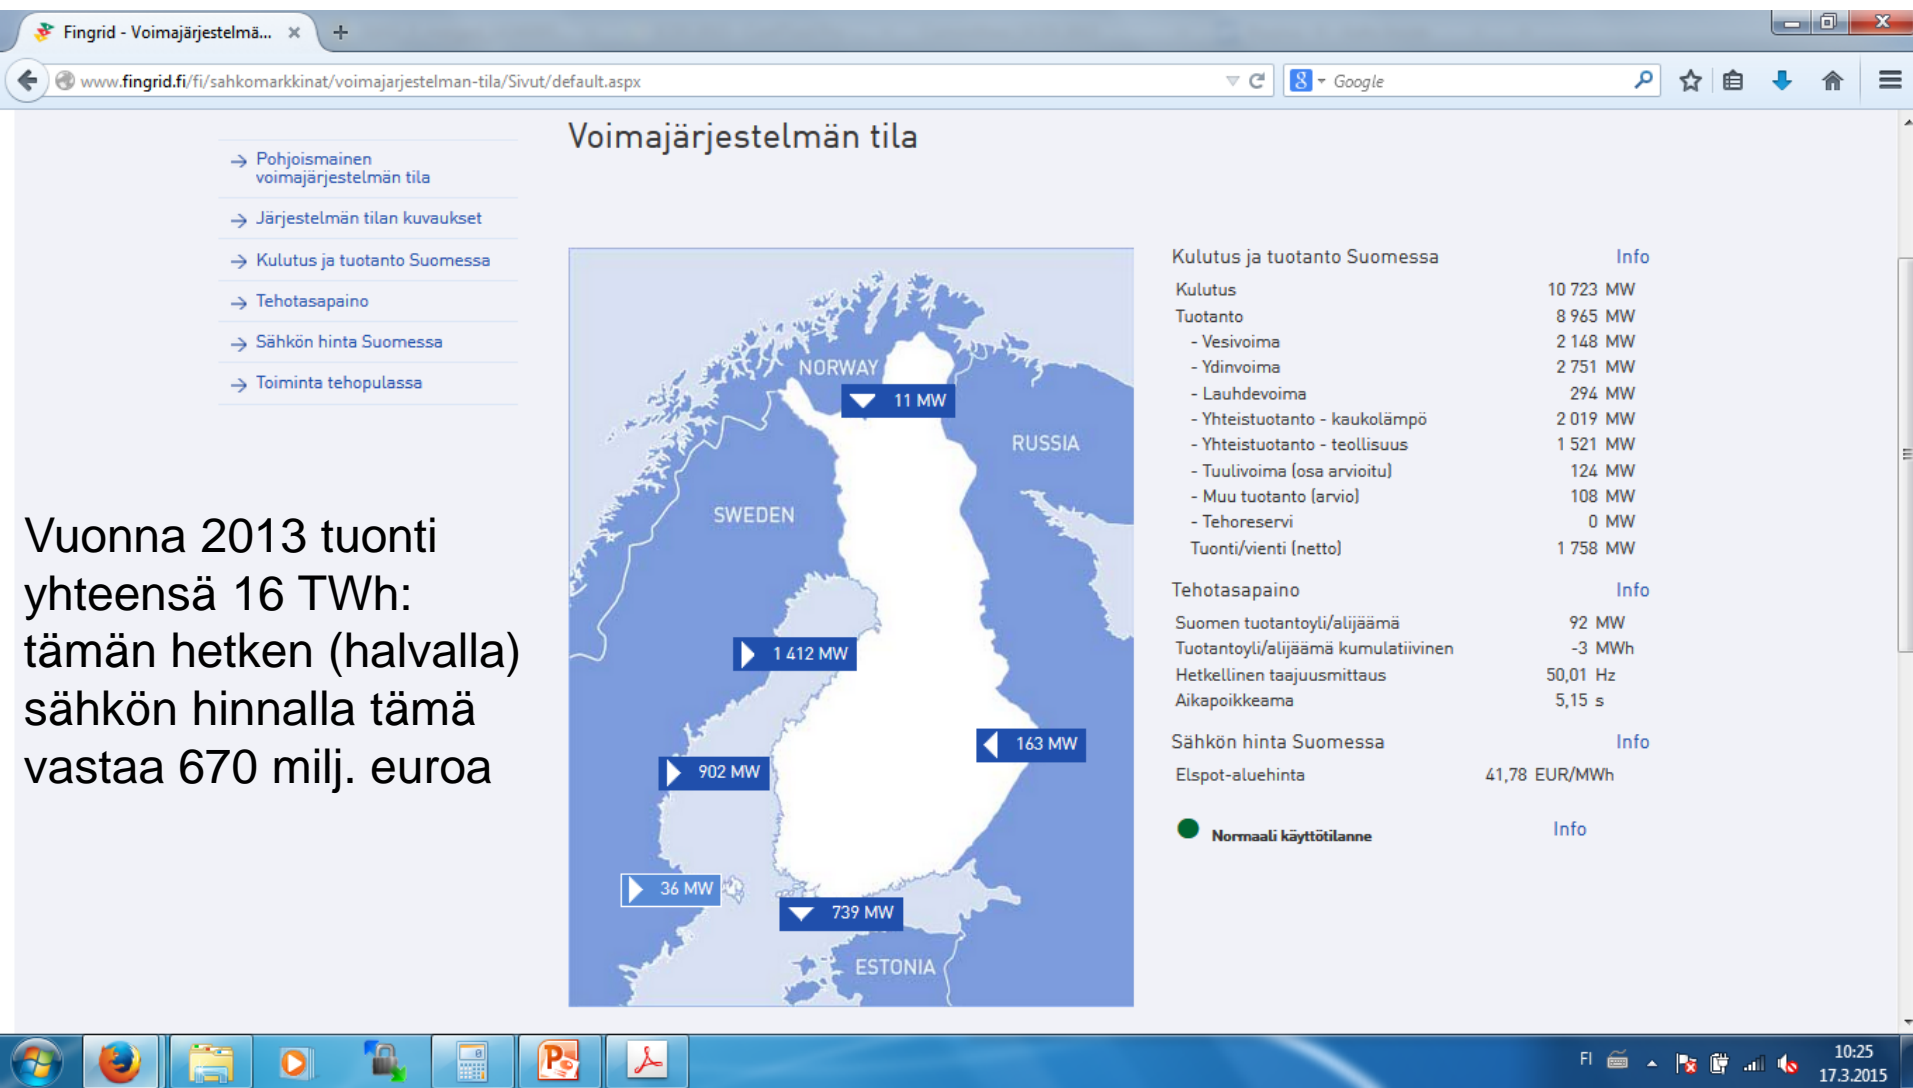 Fingrid - Voimajärjestelmä...
www.fingrid.fi/fi/sahkomarkkinat/voimajarjestelman-tila/Sivut/default.aspx
Google
Voimajärjestelmän tila
Pohjoismainen
voimajärjestelmän tila
Järjestelmän tilan kuvaukset
Kulutus ja tuotanto Suomessa
Tehotasapaino
Sähkön hinta Suomessa
Toiminta tehopulassa
Vuonna 2013 tuonti
yhteensä 16 TWh:
tämän hetken (halvalla)
sähkön hinnalla tämä
vastaa 670 milj. euroa
NORWAY
11 MW
RUSSIA
SWEDEN
1 412 MW
163 MW
902 MW
36 MW
739 MW
ESTONIA
Kulutus ja tuotanto Suomessa Info
Kulutus 10 723 MW
Tuotanto 8 965 MW
- Vesivoima 2 148 MW
- Ydinvoima 2 751 MW
- Lauhdevoima 294 MW
- Yhteistuotanto - kaukolämpö 2 019 MW
- Yhteistuotanto - teollisuus 1 521 MW
- Tuulivoima (osa arvioitu) 124 MW
- Muu tuotanto (arvio) 108 MW
- Tehoreservi 0 MW
Tuonti/vienti (netto) 1 758 MW
Tehotasapaino Info
Suomen tuotantoyli/alijäämä 92 MW
Tuotantoyli/alijäämä kumulatiivinen -3 MWh
Hetkellinen taajuusmittaus 50,01 Hz
Aikapoikkeama 5,15 s
Sähkön hinta Suomessa Info
Elspot-aluehinta 41,78 EUR/MWh
Normaali käyttötilanne Info
FI
10:25
17.3.2015